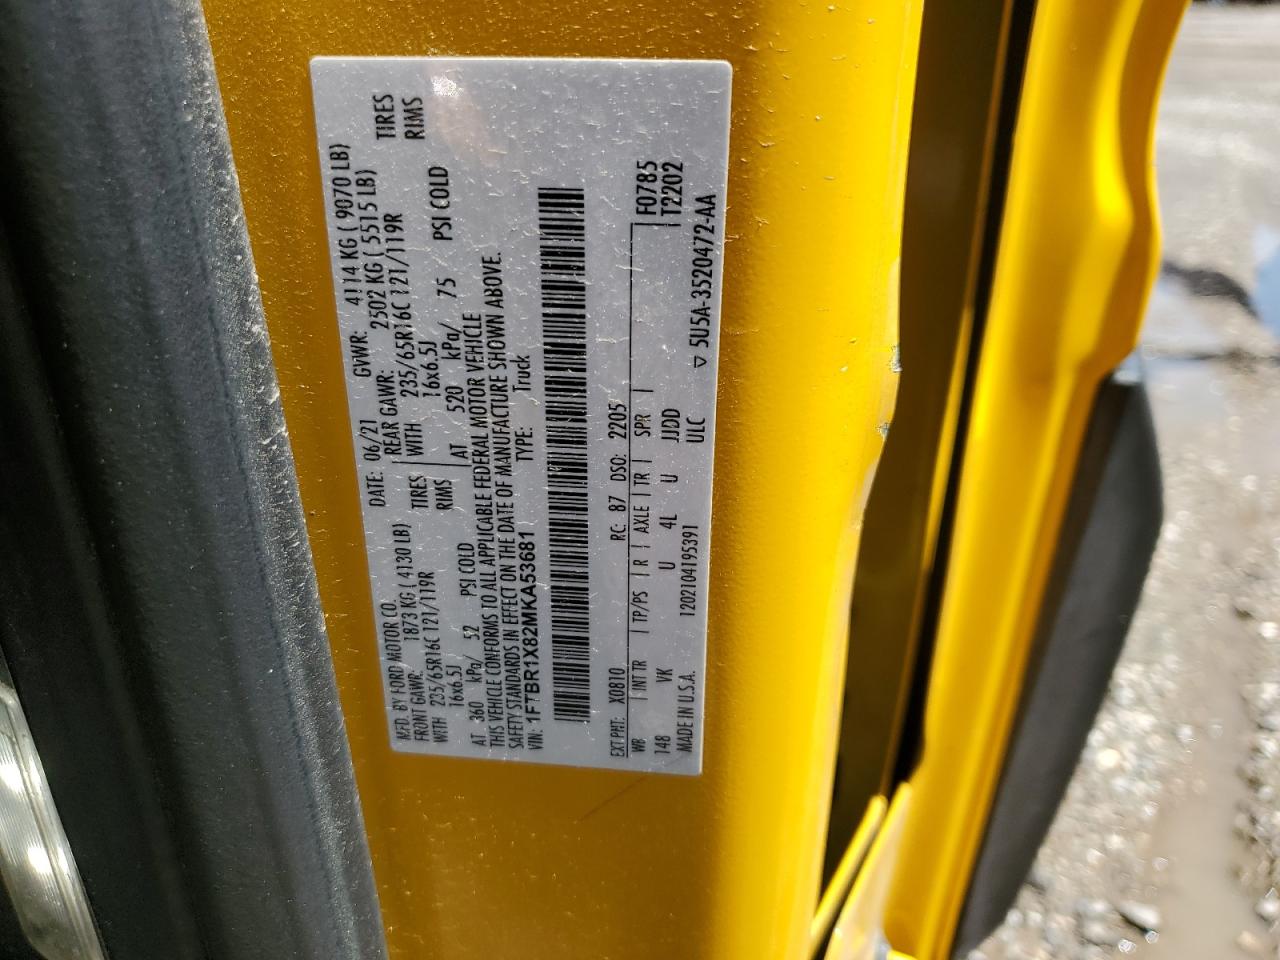 MFD. BY FORD MOTOR CO.
DATE: 06/21 GVWR: 4114 KG ( 9070 LB)
FRONT GAWR: 1873 KG ( 4130 LB) REAR GAWR: 2502 KG ( 5515 LB)
WITH 235/65R16C 121/119R TIRES WITH 235/65R16C 121/119R TIRES
16x6.5J RIMS 16x6.5J RIMS
AT 360 kPa/ 52 PSI COLD AT 520 kPa/ 75 PSI COLD
THIS VEHICLE CONFORMS TO ALL APPLICABLE FEDERAL MOTOR VEHICLE
SAFETY STANDARDS IN EFFECT ON THE DATE OF MANUFACTURE SHOWN ABOVE.
VIN: 1FTBR1X82MKA53681 TYPE: Truck
EXT PNT: X0810 RC: 87 DSO: 2205 F0785
WB | INT TR | TP/PS | R | AXLE | TR | SPR | T2202
148 VK U 4L U JJDD
MADE IN U.S.A. 120210419539​1 ULC ▽ 5U5A-3520472-AA